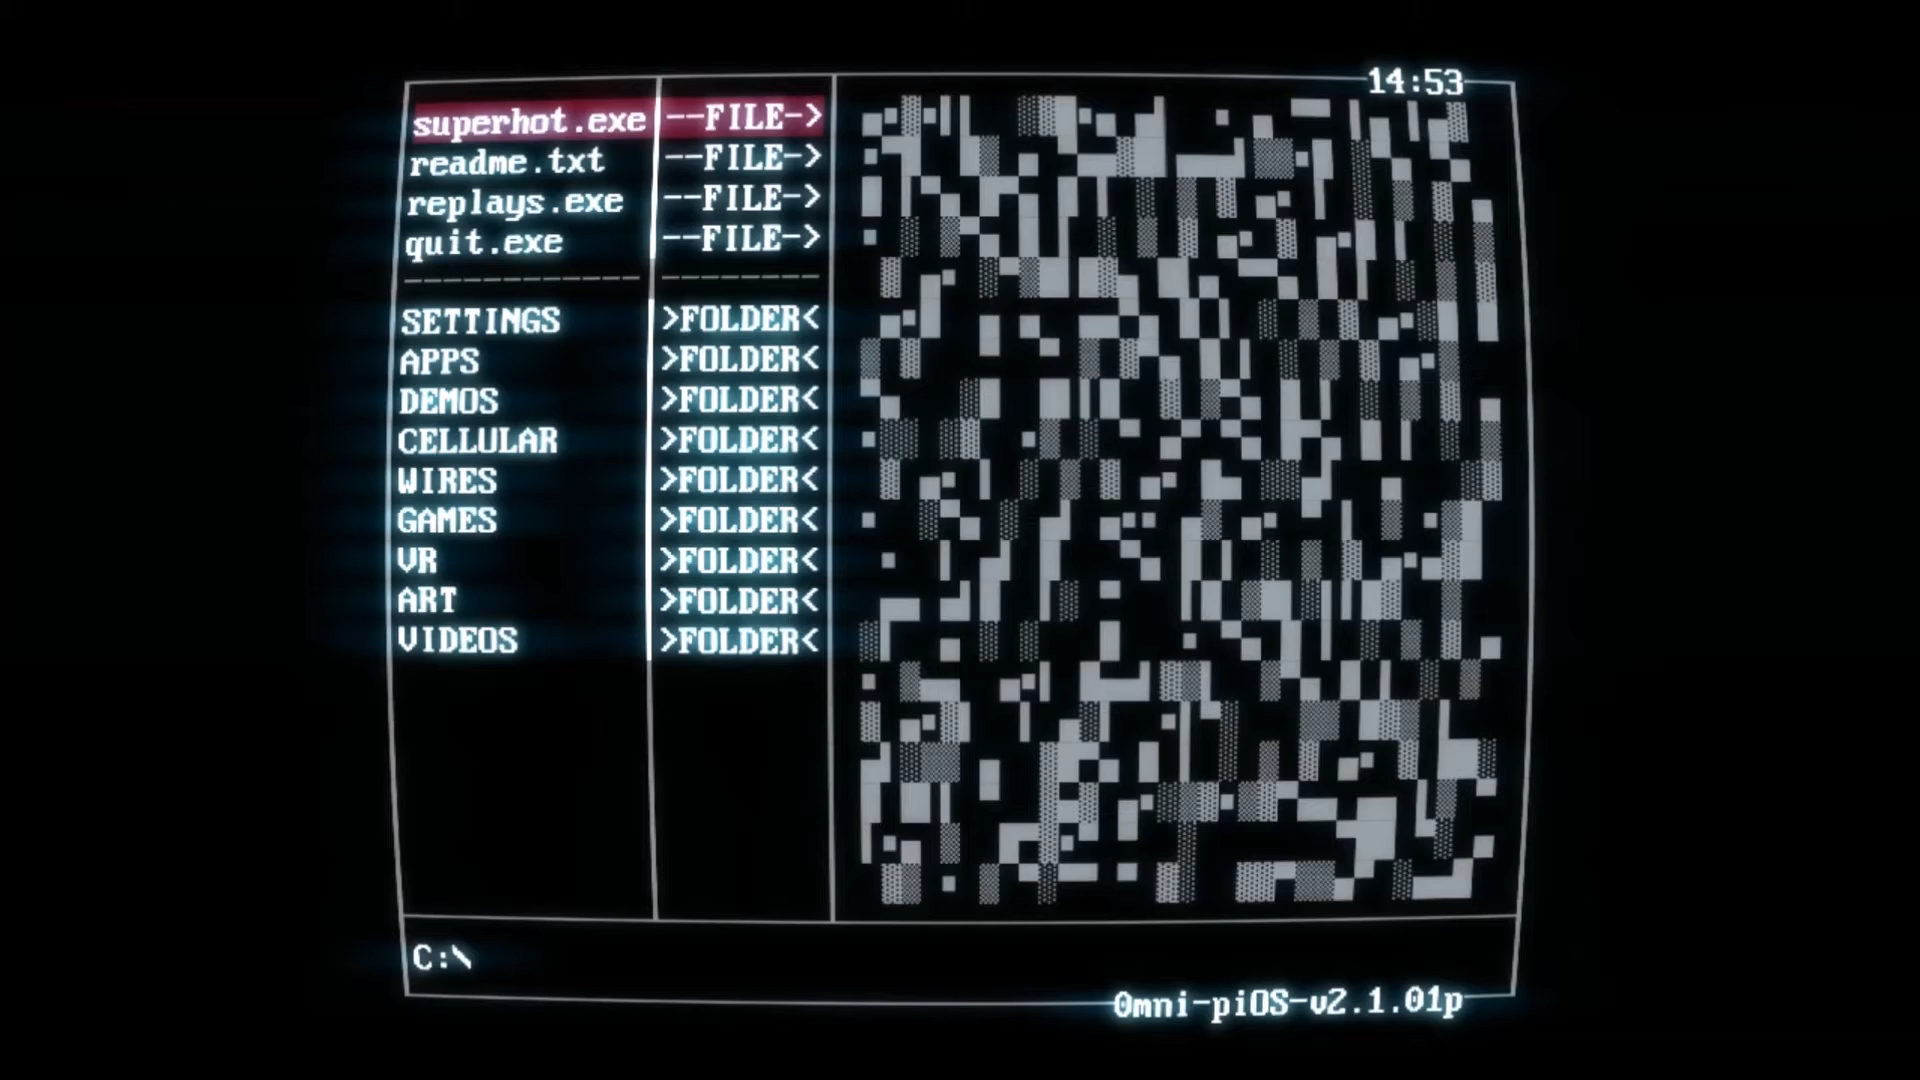 14:53
superhot.exe --FILE->
readme.txt --FILE->
replays.exe --FILE->
quit.exe --FILE->
SETTINGS >FOLDER<
APPS >FOLDER<
DEMOS >FOLDER<
CELLULAR >FOLDER<
WIRES >FOLDER<
GAMES >FOLDER<
VR >FOLDER<
ART >FOLDER<
VIDEOS >FOLDER<
C:\
0mni-piOS-v2.1.01p